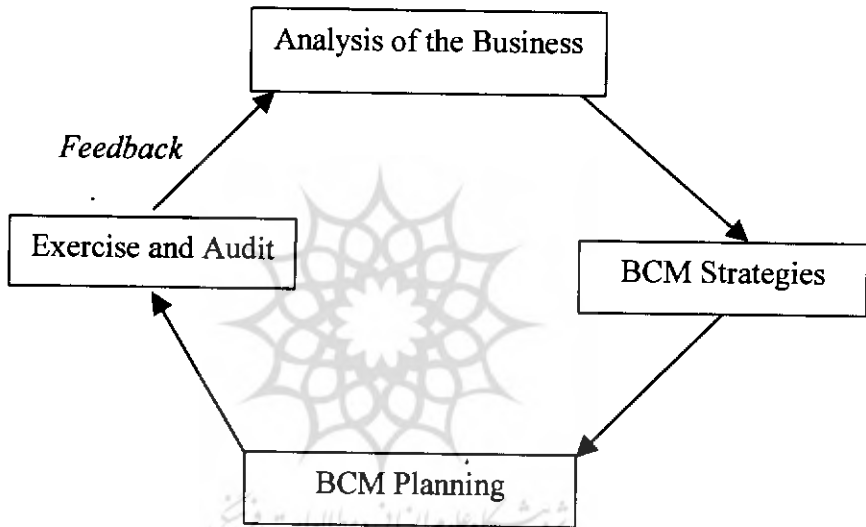 Analysis of the Business
Feedback
Exercise and Audit
BCM Strategies
BCM Planning